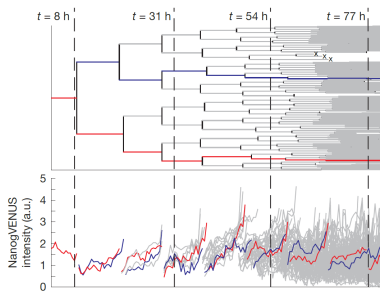 t = 8 h t = 31 h t = 54 h t = 77 h
x x x
NanogVENUS
intensity (a.u.)
5
4
3
2
1
0